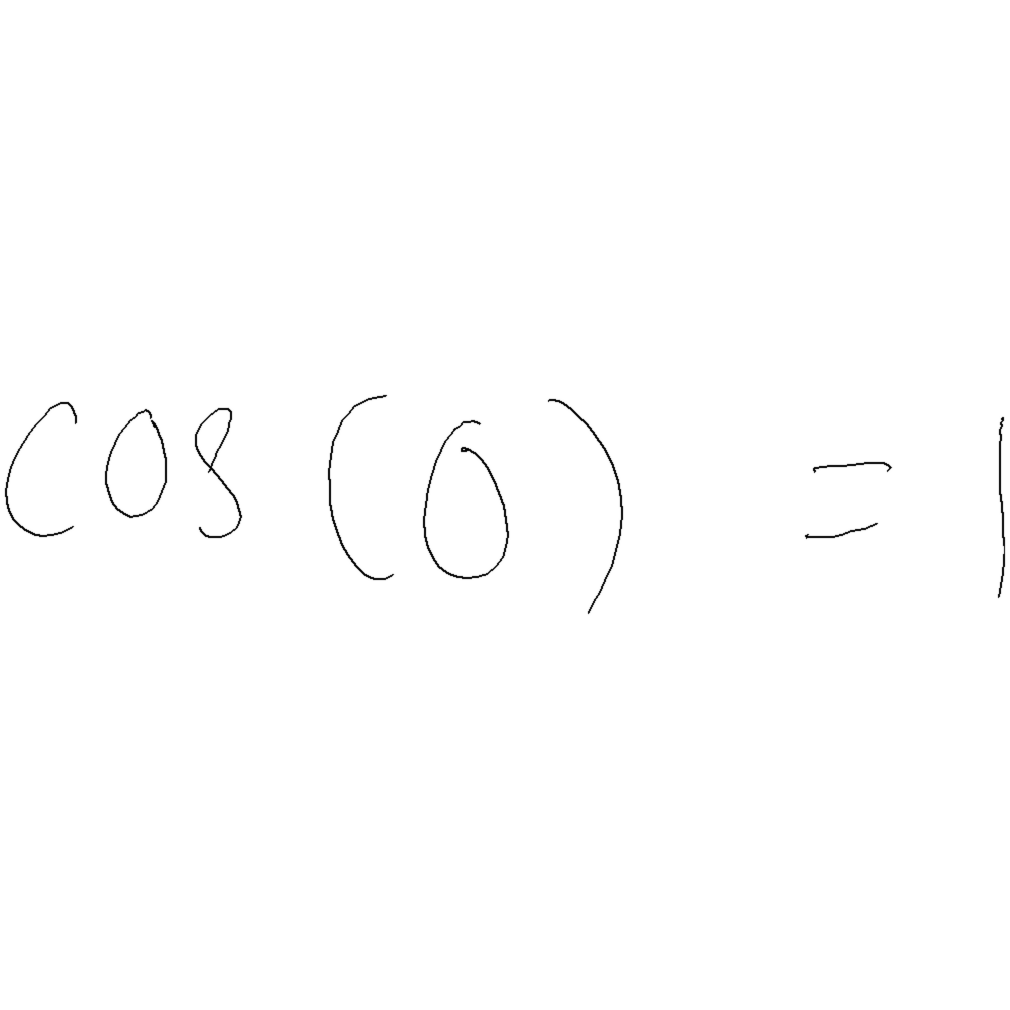 cos(0) = 1